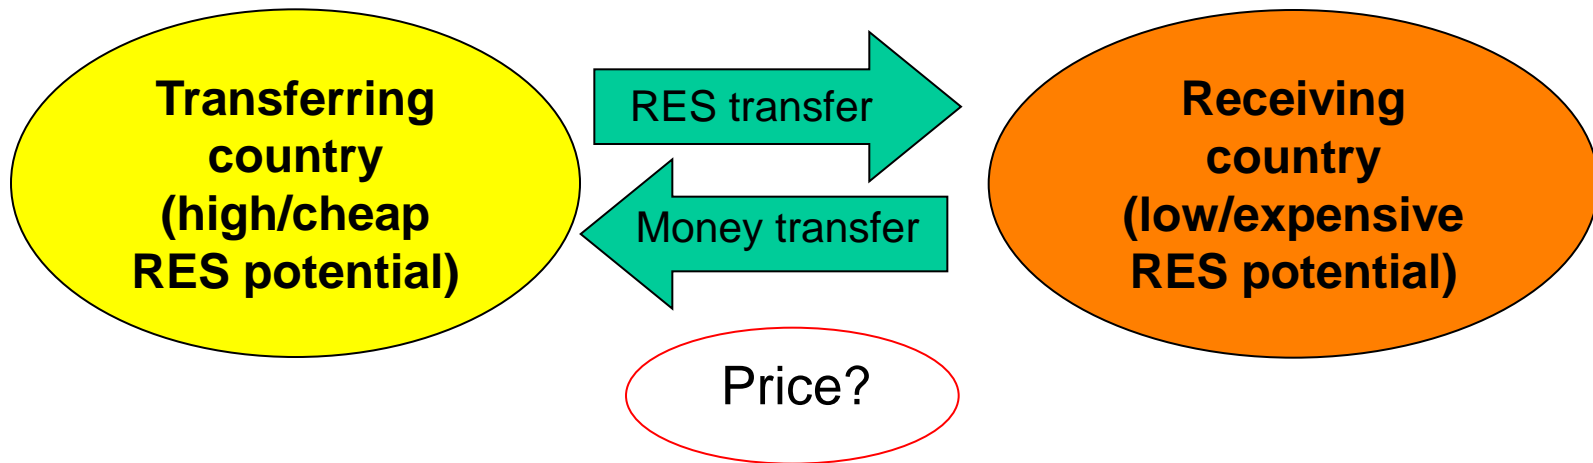 Transferring
country
(high/cheap
RES potential)
RES transfer
Money transfer
Price?
Receiving
country
(low/expensive
RES potential)